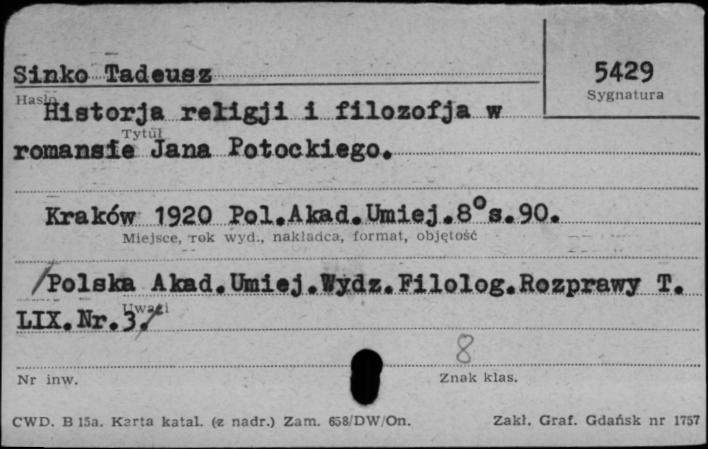 Sinko Tadeusz
5429
Hasło
Sygnatura
Historja religji i filozofja w
Tytuł
romansie Jana Potockiego.
Kraków 1920 Pol.Akad.Umiej.8°s.90.
Miejsce, rok wyd., nakładca, format, objętość
/Polska Akad.Umiej.Wydz.Filolog.Rozprawy T.
LIX.Nr.3/
Uwagi
8
Nr inw.
Znak klas.
CWD. B 15a. Karta katal. (z nadr.) Zam. 658/DW/On.
Zakł. Graf. Gdańsk nr 1757